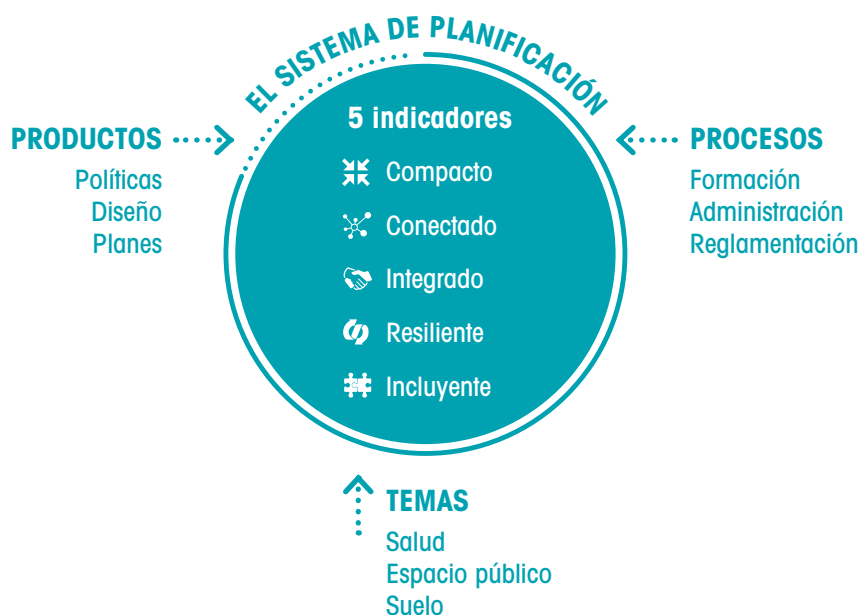 EL SISTEMA DE PLANIFICACIÓN
5 indicadores
Compacto
Conectado
Integrado
Resiliente
Incluyente
PRODUCTOS
Políticas
Diseño
Planes
PROCESOS
Formación
Administración
Reglamentación
TEMAS
Salud
Espacio público
Suelo